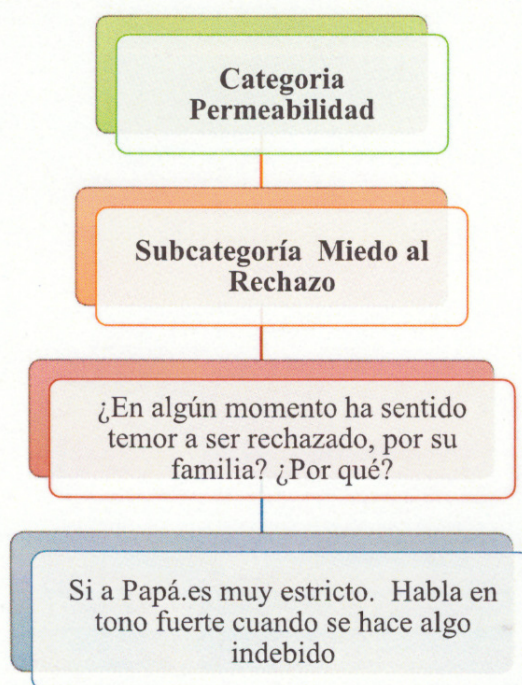 Categoria
Permeabilidad
Subcategoría Miedo al
Rechazo
¿En algún momento ha sentido
temor a ser rechazado, por su
familia? ¿Por qué?
Si a Papá.es muy estricto. Habla en
tono fuerte cuando se hace algo
indebido